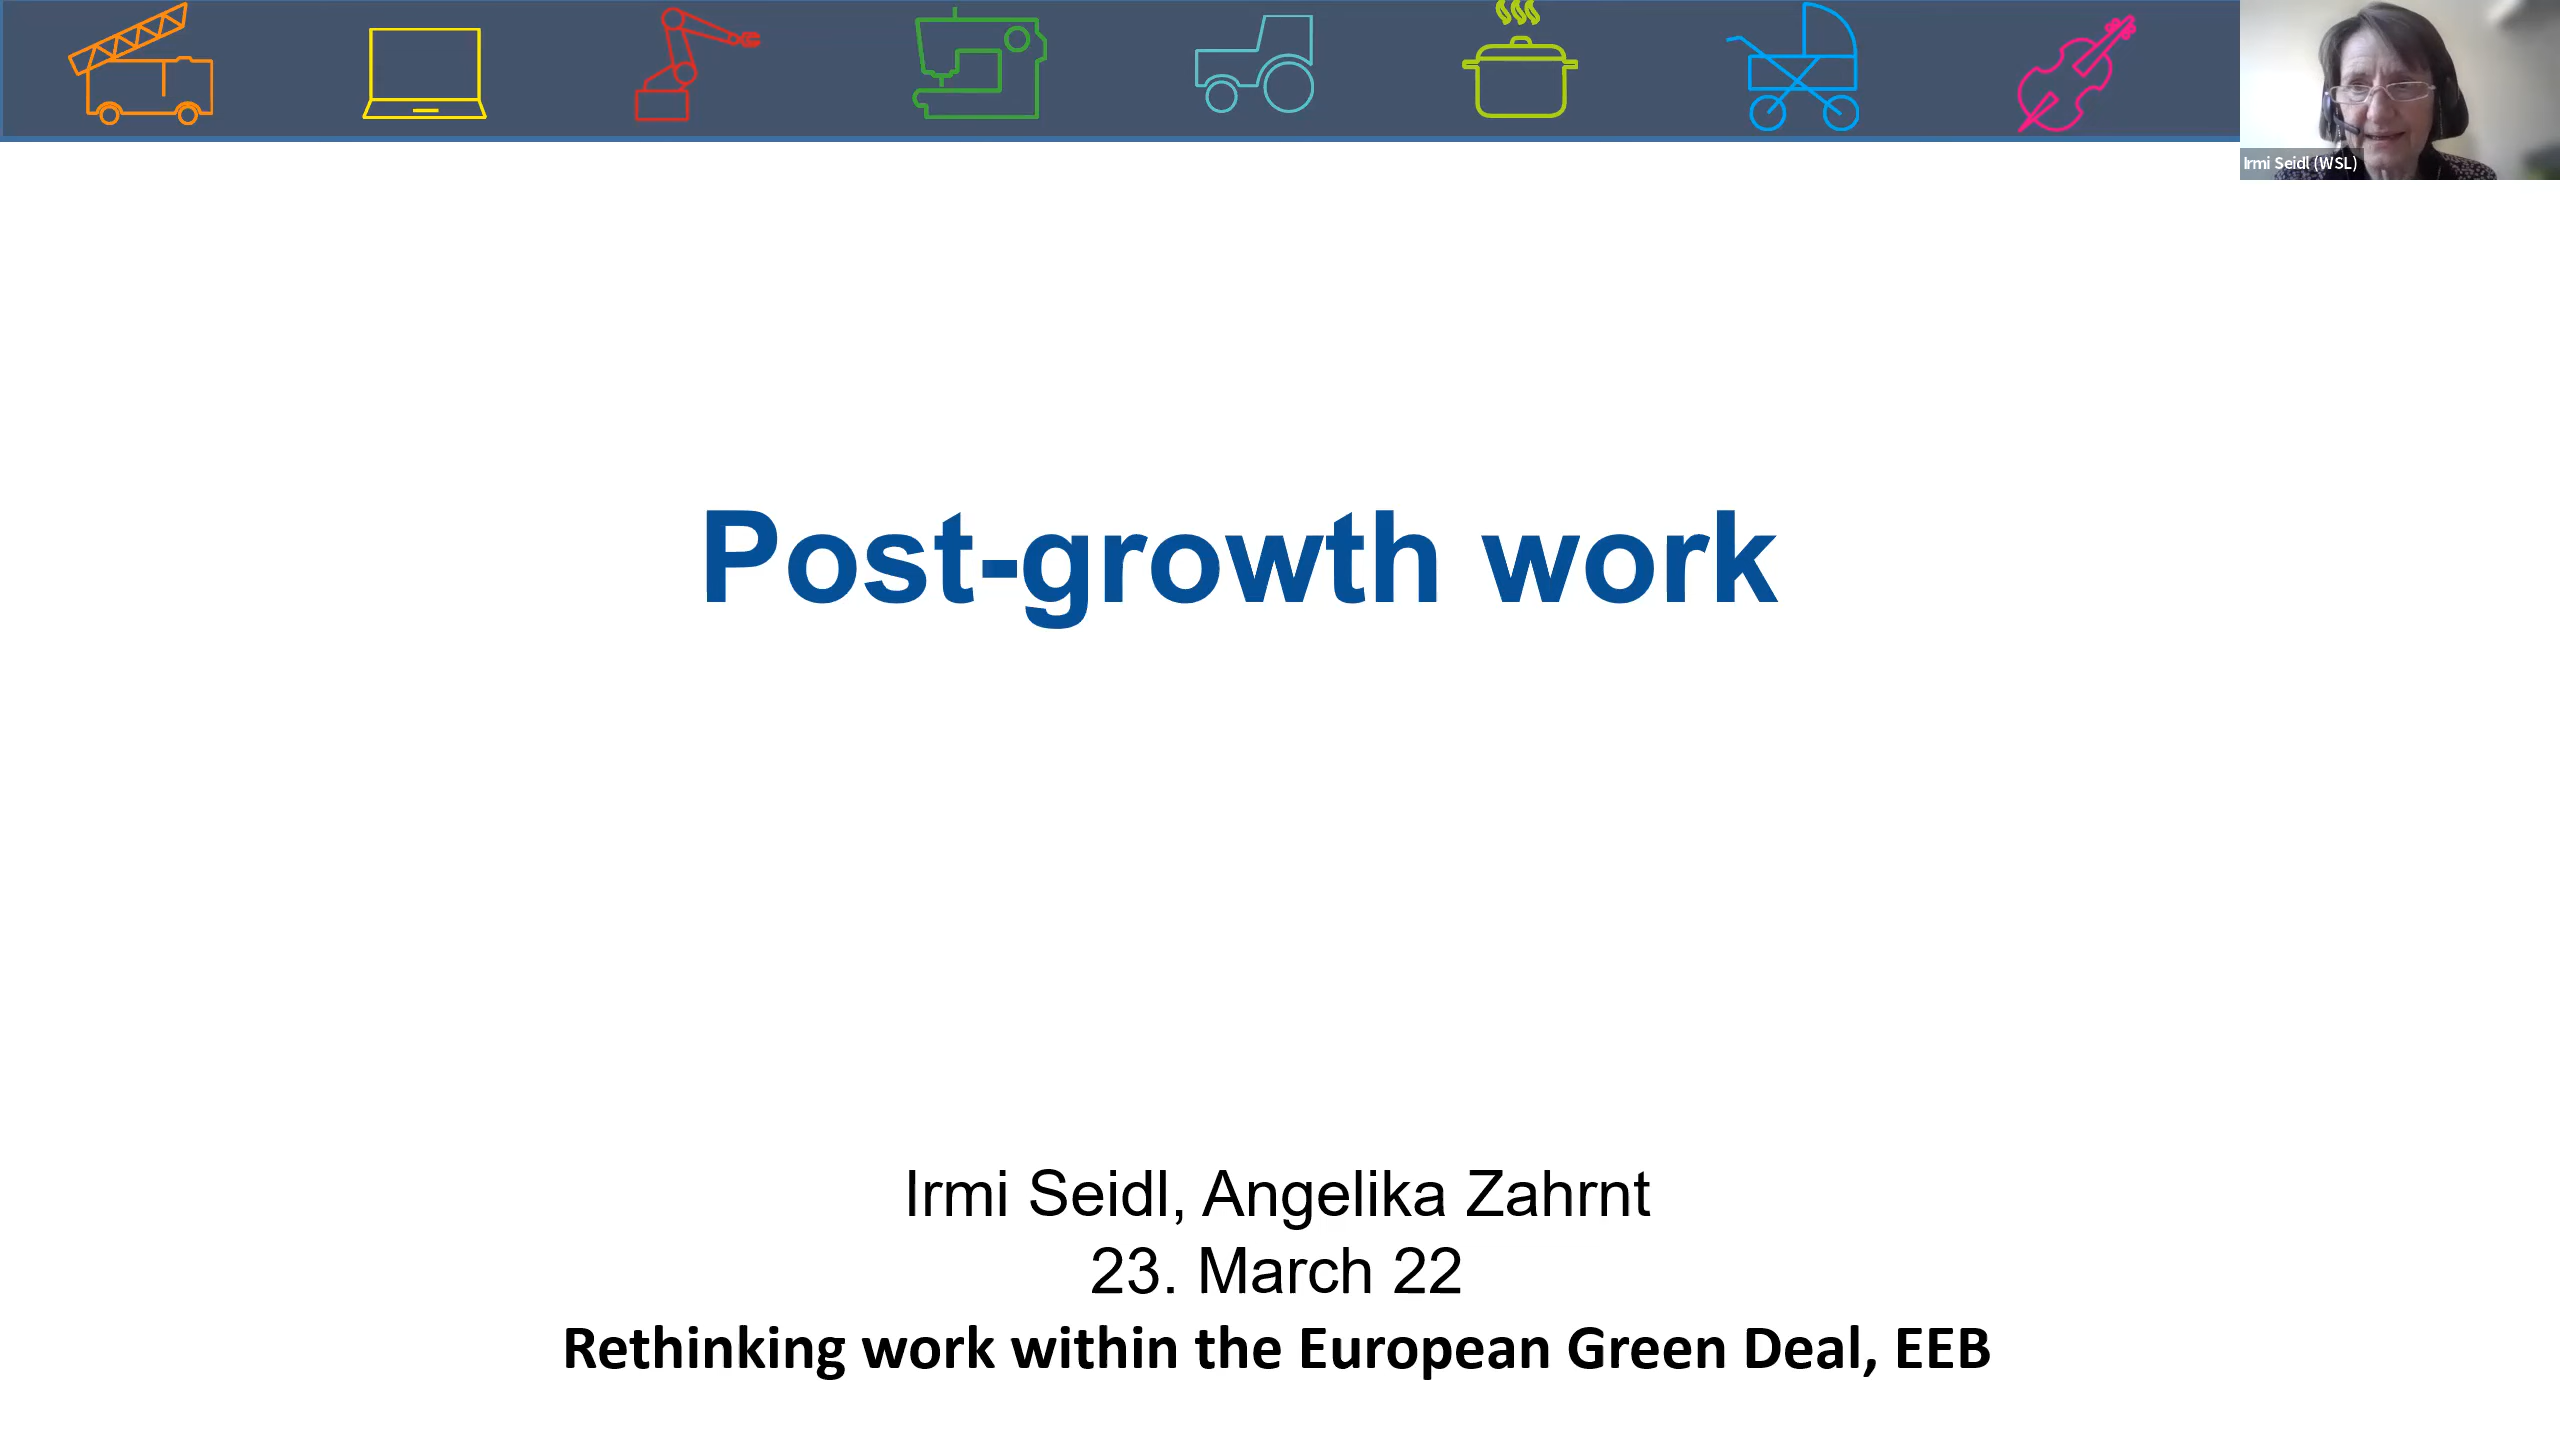 Irmi Seidl (WSL)
Post-growth work
Irmi Seidl, Angelika Zahrnt
23. March 22
Rethinking work within the European Green Deal, EEB